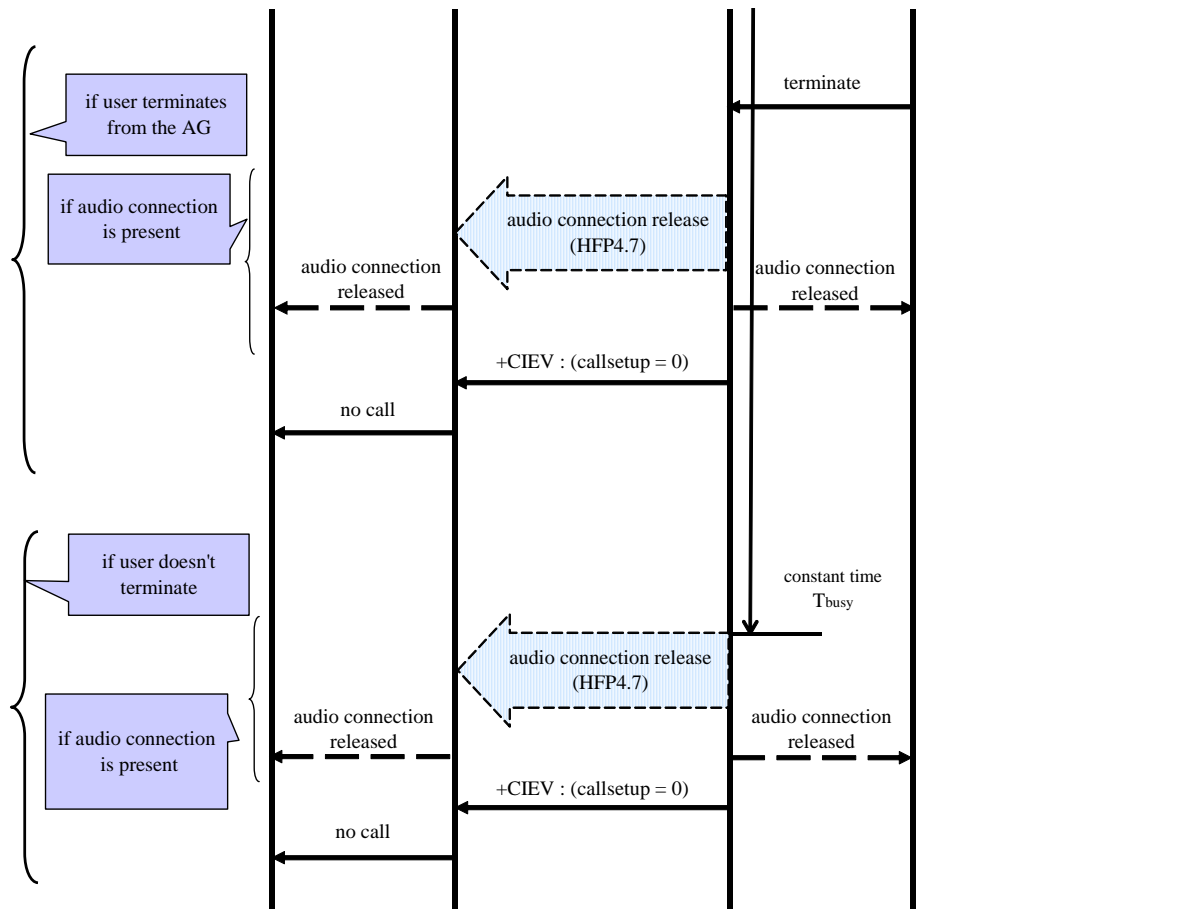 terminate
if user terminates
from the AG
if audio connection
is present
audio connection release
(HFP4.7)
audio connection
released
audio connection
released
+CIEV : (callsetup = 0)
no call
if user doesn't
terminate
constant time
Tbusy
audio connection release
(HFP4.7)
if audio connection
is present
audio connection
released
audio connection
released
+CIEV : (callsetup = 0)
no call